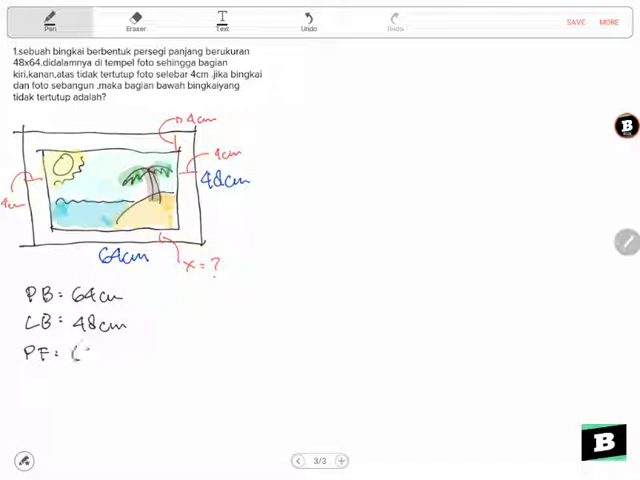 Pen
Eraser
Text
Undo
Redo
SAVE
MORE
1.sebuah bingkai berbentuk persegi panjang berukuran
48x64.didalamnya di tempel foto sehingga bagian
kiri,kanan,atas tidak tertutup foto selebar 4cm .jika bingkai
dan foto sebangun ,maka bagian bawah bingkaiyang
tidak tertutup adalah?
4cm
4cm
48cm
4cm
64cm
x = ?
PB = 64cm
LB = 48cm
PF =
3/3
B
B